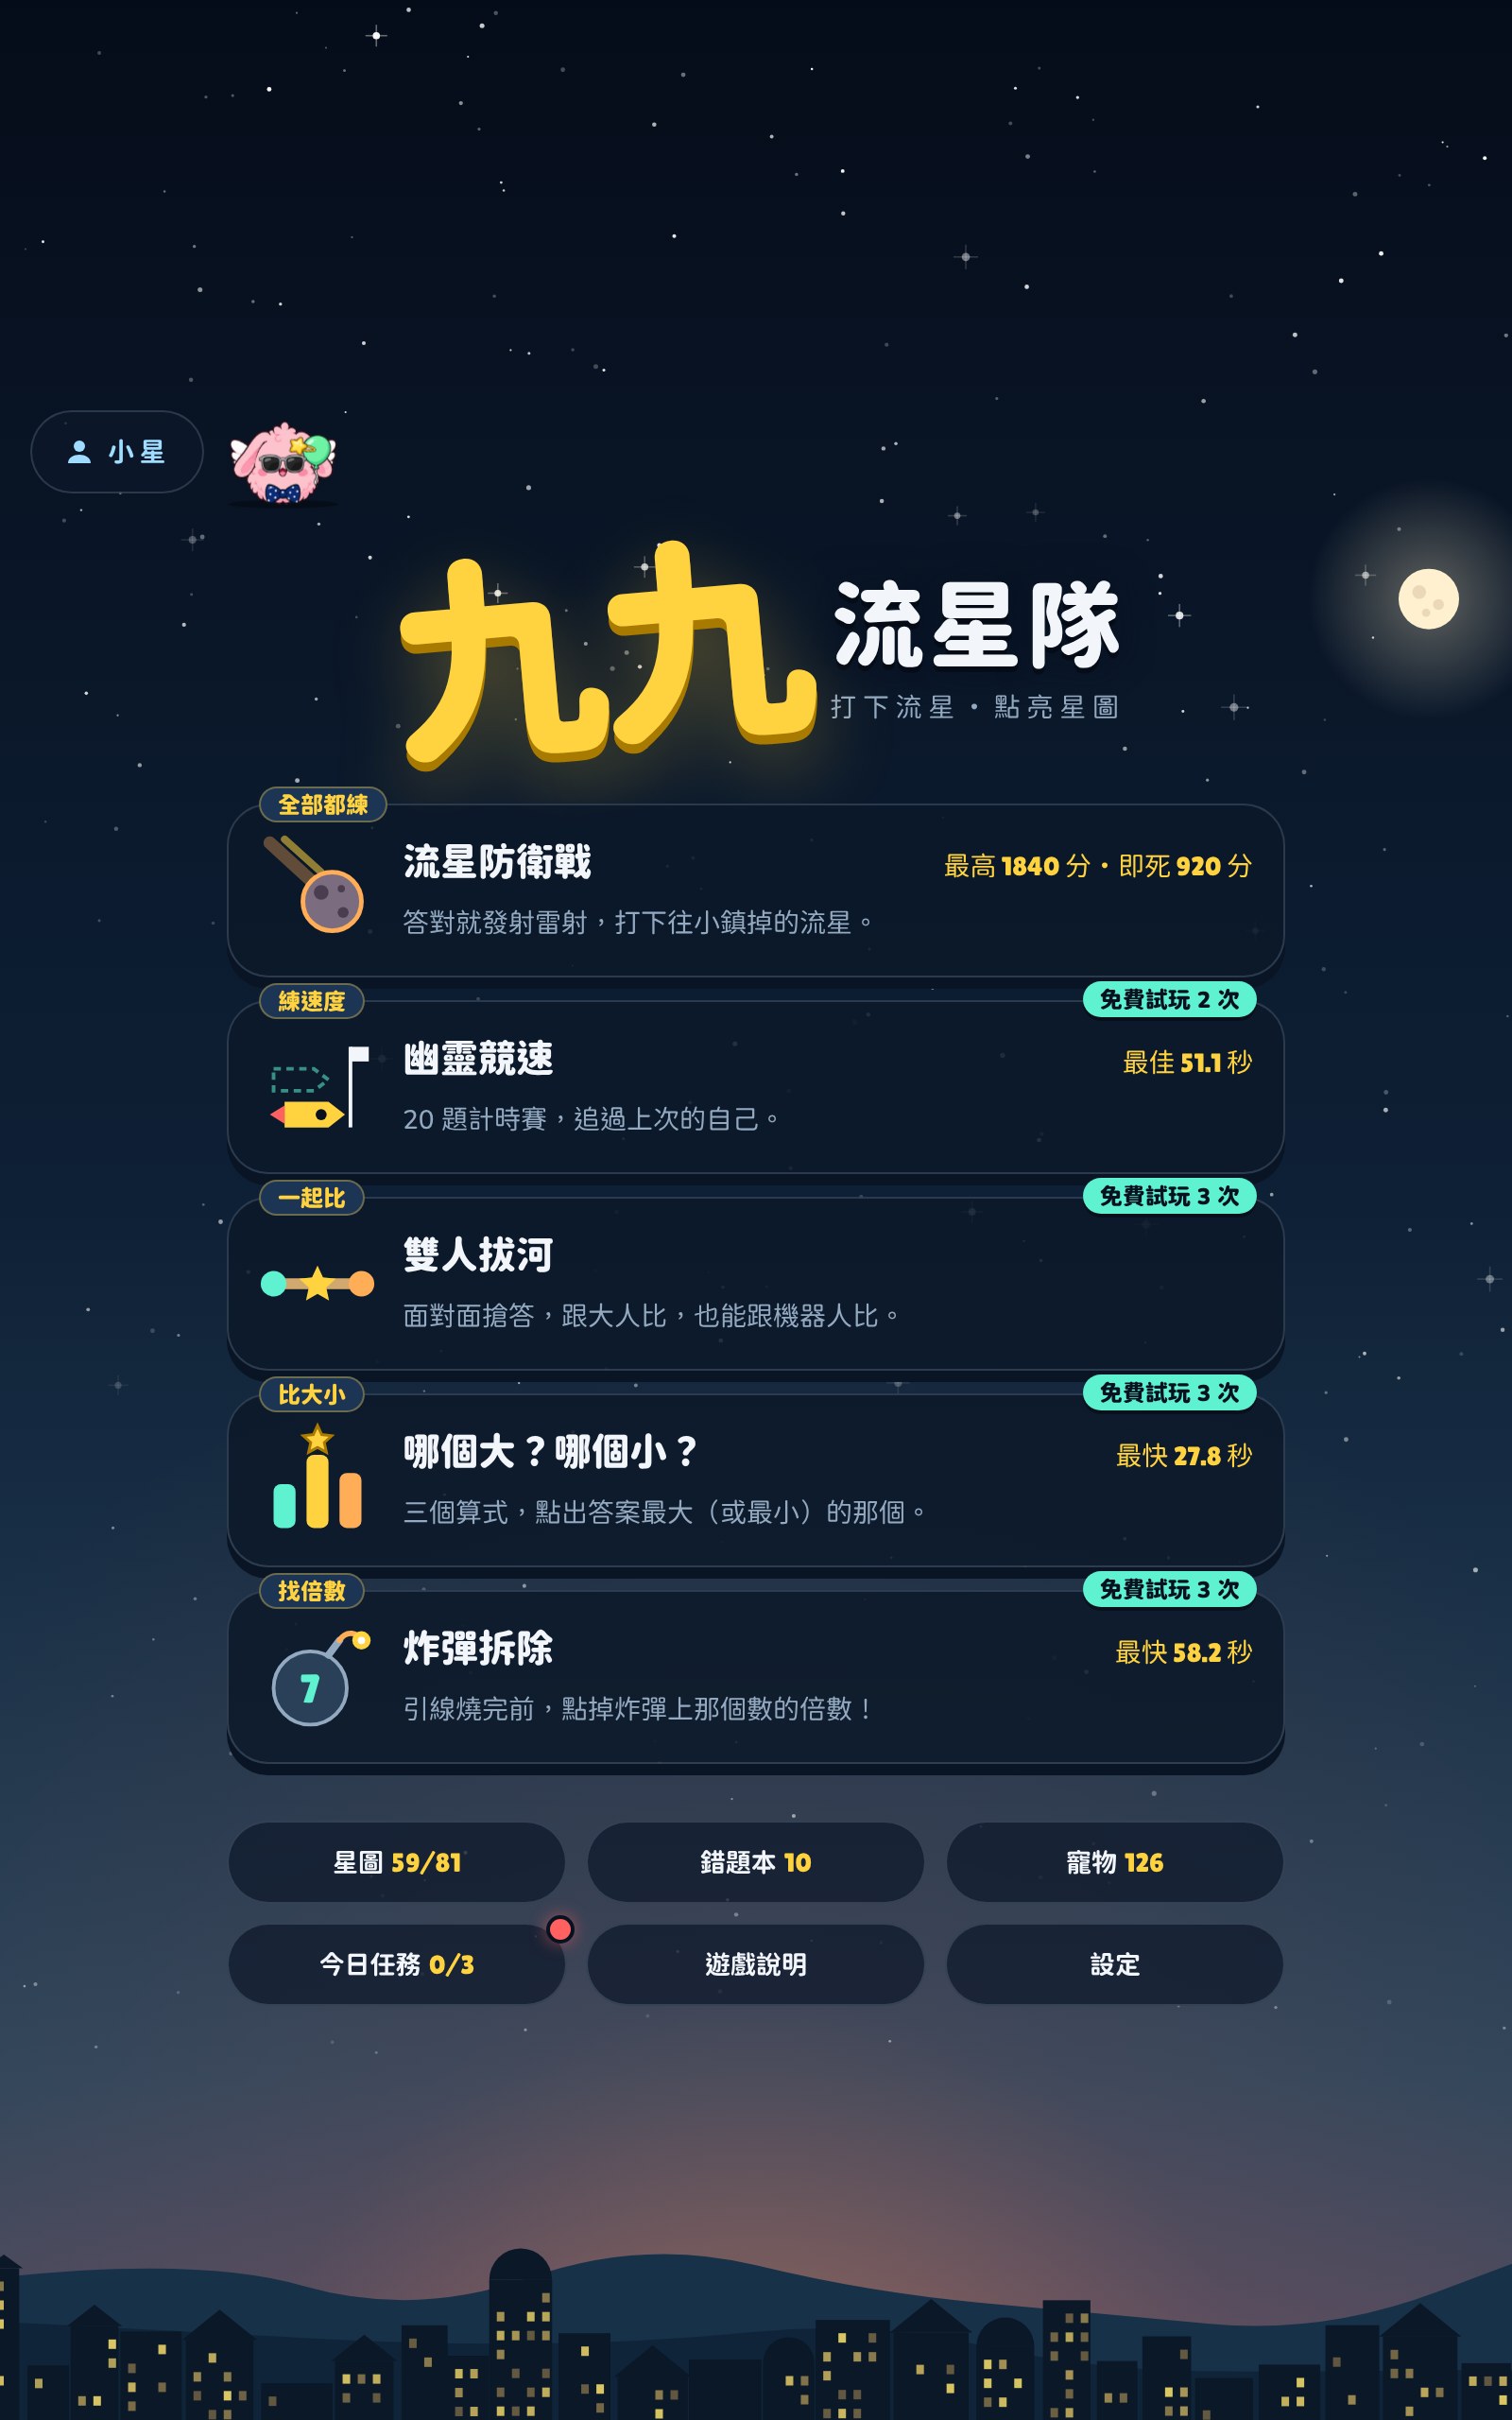 小星
九九 流星隊
打下流星・點亮星圖
全部都練
流星防衛戰
最高 1840 分・即死 920 分
答對就發射雷射，打下往小鎮掉的流星。
練速度
免費試玩 2 次
幽靈競速
最佳 51.1 秒
20 題計時賽，追過上次的自己。
一起比
免費試玩 3 次
雙人拔河
面對面搶答，跟大人比，也能跟機器人比。
比大小
免費試玩 3 次
哪個大？哪個小？
最快 27.8 秒
三個算式，點出答案最大（或最小）的那個。
找倍數
免費試玩 3 次
7
炸彈拆除
最快 58.2 秒
引線燒完前，點掉炸彈上那個數的倍數！
星圖 59/81
錯題本 10
寵物 126
今日任務 0/3
遊戲說明
設定